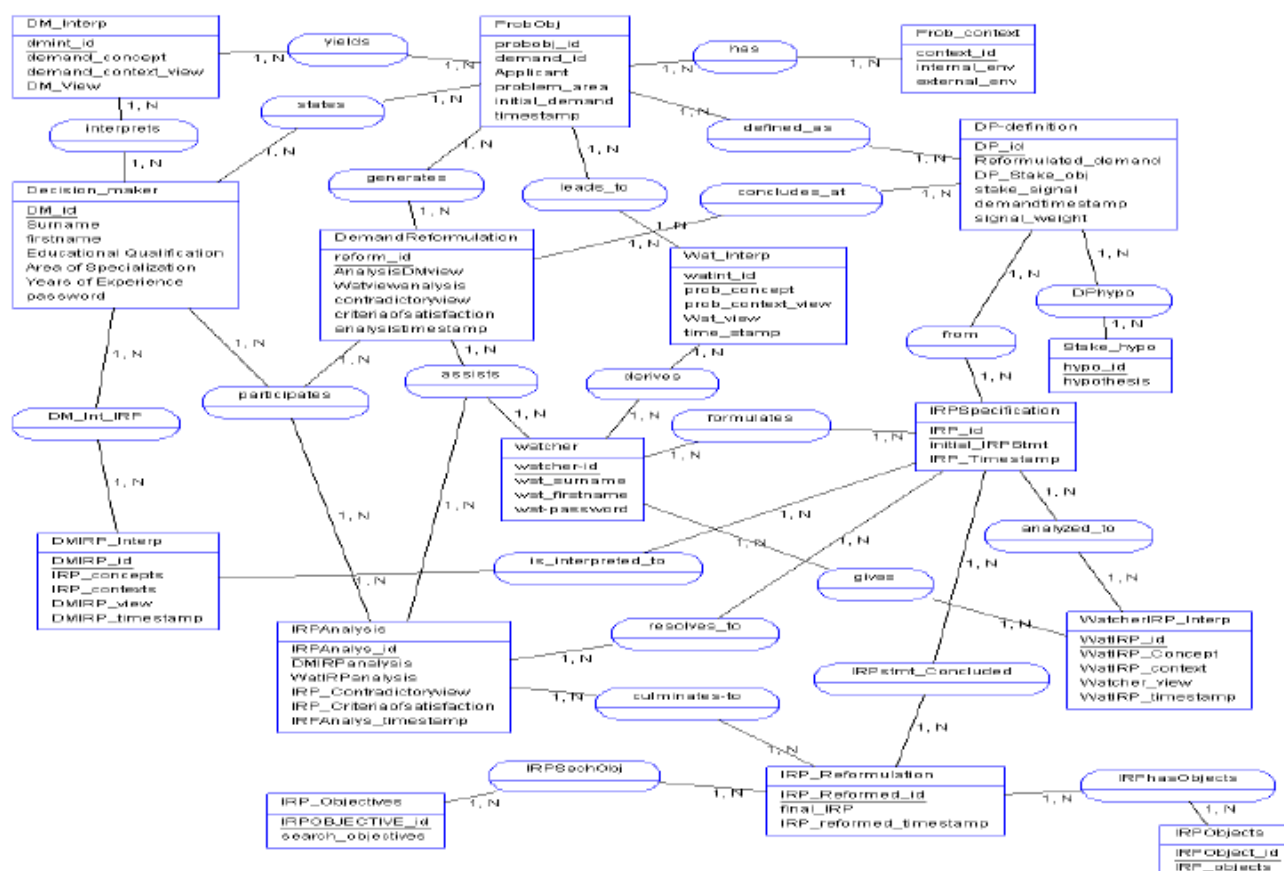 DM_Interp
dmint_id
demand_concept
demand_context_view
DM_View
yields
1, N
1, N
ProbObj
probobj_id
demand_id
Applicant
problem_area
initial_demand
timestamp
has
1, N
1, N
Prob_context
context_id
internal_env
external_env
1, N
interprets
1, N
states
1, N
1, N
defined_as
1, N
1, N
DP-definition
DP_id
Reformulated_demand
DP_Stake_obj
stake_signal
demandtimestamp
signal_weight
Decision_maker
DM_id
Surname
firstname
Educational Qualification
Area of Specialization
Years of Experience
password
1, N
generates
1, N
1, N
leads_to
1, N
concludes_at
1, N
1, N
DemandReformulation
reform_id
AnalysisDMview
Watviewanalysis
contradictoryview
criteriaofsatisfaction
analysistimestamp
Wat_Interp
watint_id
prob_concept
prob_context_view
Wat_view
time_stamp
1, N
from
1, N
1, N
DPhypo
1, N
Stake_hypo
hypo_id
hypothesis
1, N
DM_Int_IRP
1, N
1, N
participates
1, N
1, N
1, N
assists
1, N
1, N
1, N
derives
1, N
formulates
1, N
1, N
watcher
watcher-id
wat_surname
wat_firstname
wat-password
IRPSpecification
IRP_id
initial_IRPStmt
IRP_Timestamp
DMIRP_Interp
DMIRP_id
IRP_concepts
IRP_contexts
DMIRP_view
DMIRP_timestamp
1, N
is_interpreted_to
1, N
1, N
gives
1, N
1, N
analyzed_to
1, N
IRPAnalysis
IRPAnalys_id
DMIRPanalysis
WatIRPanalysis
IRP_Contradictoryview
IRP_Criteriaofsatisfaction
IRPAnalys_timestamp
1, N
resolves_to
1, N
1, N
IRPstmt_Concluded
1, N
WatcherIRP_Interp
WatIRP_id
WatIRP_Concept
WatIRP_context
Watcher_view
WatIRP_timestamp
1, N
culminates-to
1, N
IRPSechObj
1, N
1, N
IRP_Objectives
IRPOBJECTIVE_id
search_objectives
IRP_Reformulation
IRP_Reformed_id
final_IRP
IRP_reformed_timestamp
1, N
IRPhasObjects
1, N
IRPObjects
IRPObject_id
IRP_objects